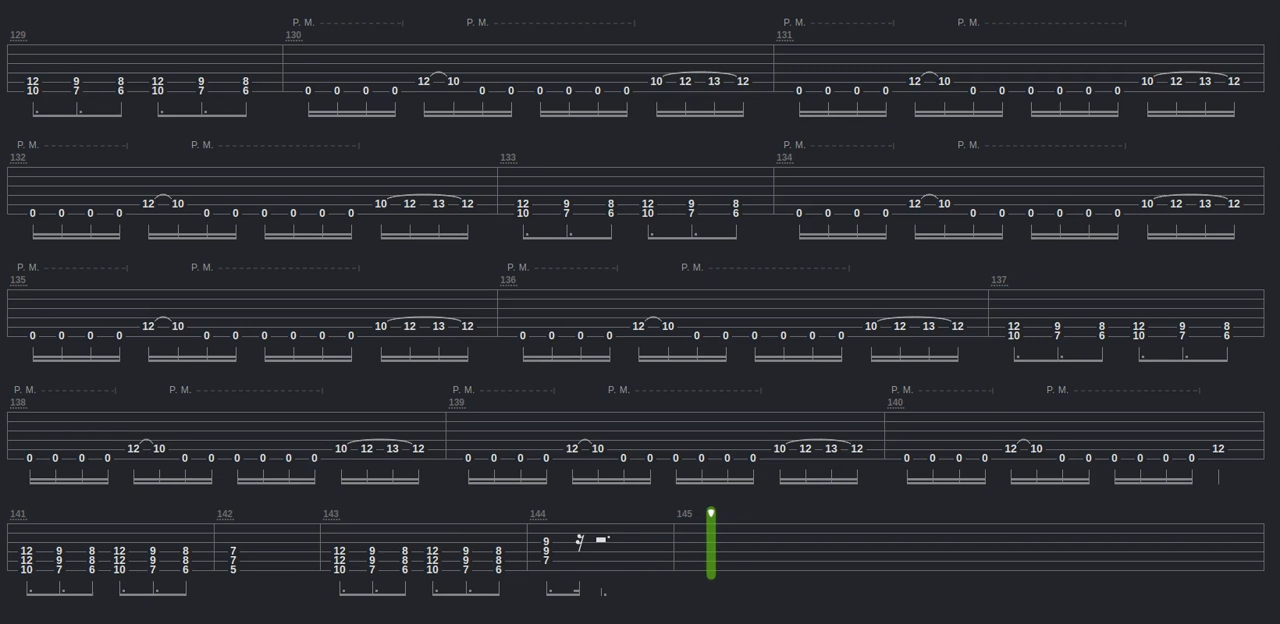 P. M. P. M. P. M. P. M.
129 130 131
12 9 8 12 9 8 12 10 10 12 13 12 12 10 10 12 13 12
10 7 6 10 7 6 0 0 0 0 0 0 0 0 0 0 0 0 0 0 0 0 0 0 0 0
P. M. P. M. P. M. P. M.
132 133 134
12 10 10 12 13 12 12 9 8 12 9 8 12 10 10 12 13 12
0 0 0 0 0 0 0 0 0 0 10 7 6 10 7 6 0 0 0 0 0 0 0 0 0 0
P. M. P. M. P. M. P. M.
135 136 137
12 10 10 12 13 12 12 10 10 12 13 12 12 9 8 12 9 8
0 0 0 0 0 0 0 0 0 0 0 0 0 0 0 0 0 0 0 0 10 7 6 10 7 6
P. M. P. M. P. M. P. M. P. M. P. M.
138 139 140
12 10 10 12 13 12 12 10 10 12 13 12 12 10 12
0 0 0 0 0 0 0 0 0 0 0 0 0 0 0 0 0 0 0 0 0 0 0 0 0 0 0 0 0 0
141 142 143 144 145
9
12 9 8 12 9 8 7 12 9 8 12 9 8 9
12 9 8 12 9 8 7 12 9 8 12 9 8 7
10 7 6 10 7 6 5 10 7 6 10 7 6